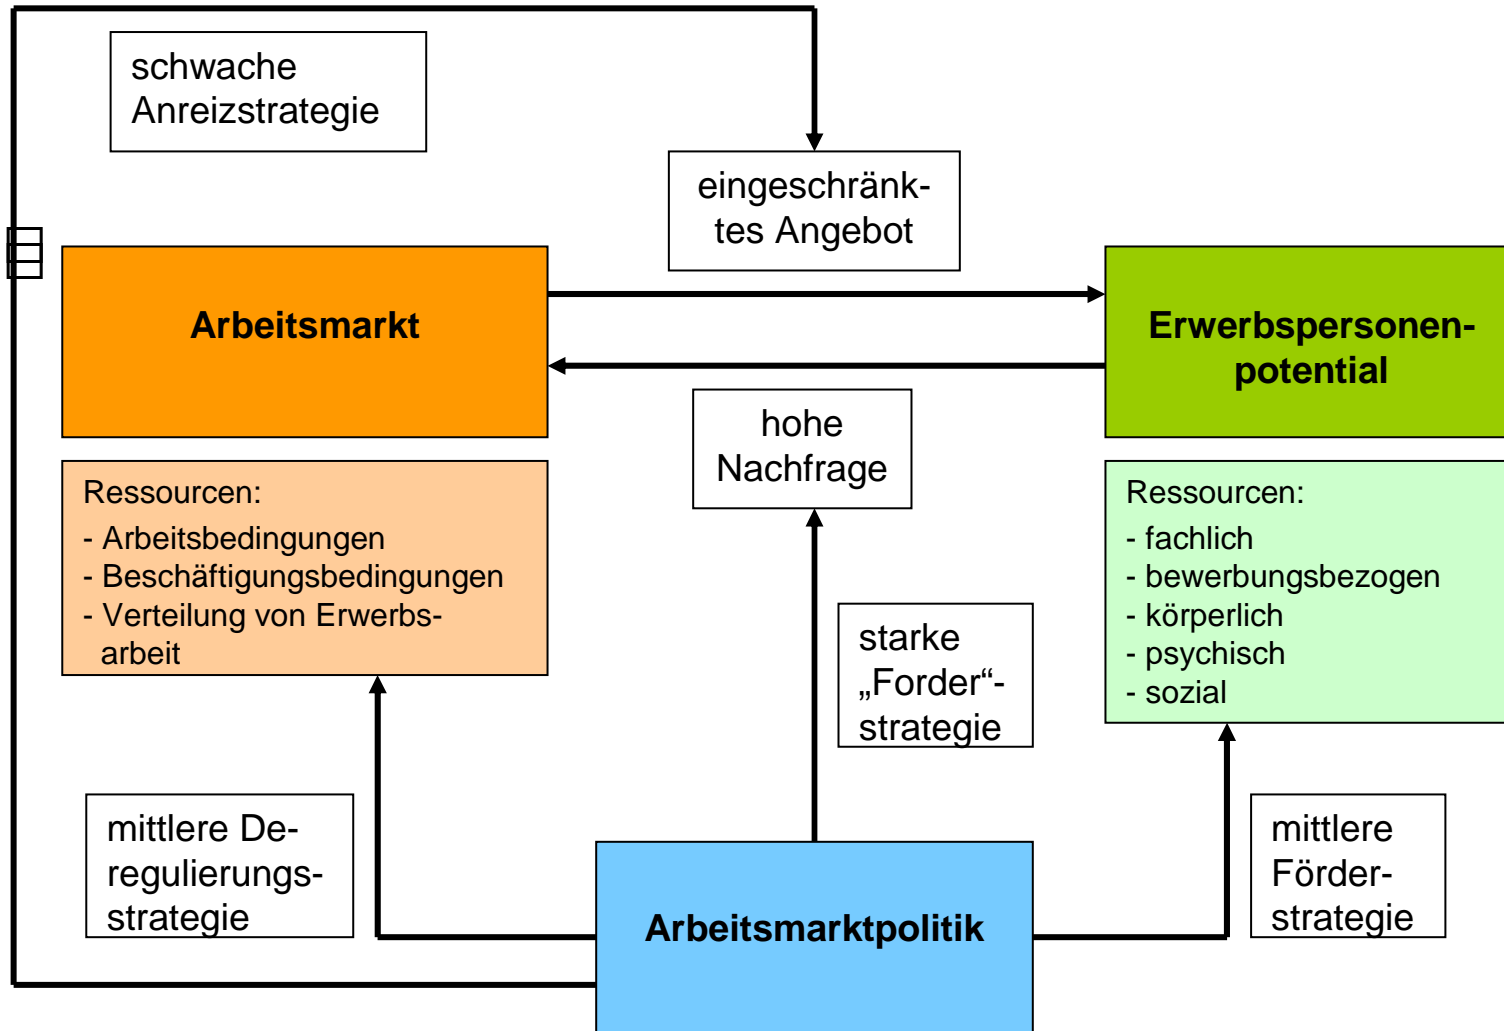 schwache
Anreizstrategie
eingeschränk-
tes Angebot
Arbeitsmarkt
Erwerbspersonen-
potential
hohe
Nachfrage
Ressourcen:
- Arbeitsbedingungen
- Beschäftigungsbedingungen
- Verteilung von Erwerbs-
arbeit
Ressourcen:
- fachlich
- bewerbungsbezogen
- körperlich
- psychisch
- sozial
starke
„Forder“-
strategie
mittlere De-
regulierungs-
strategie
mittlere
Förder-
strategie
Arbeitsmarktpolitik